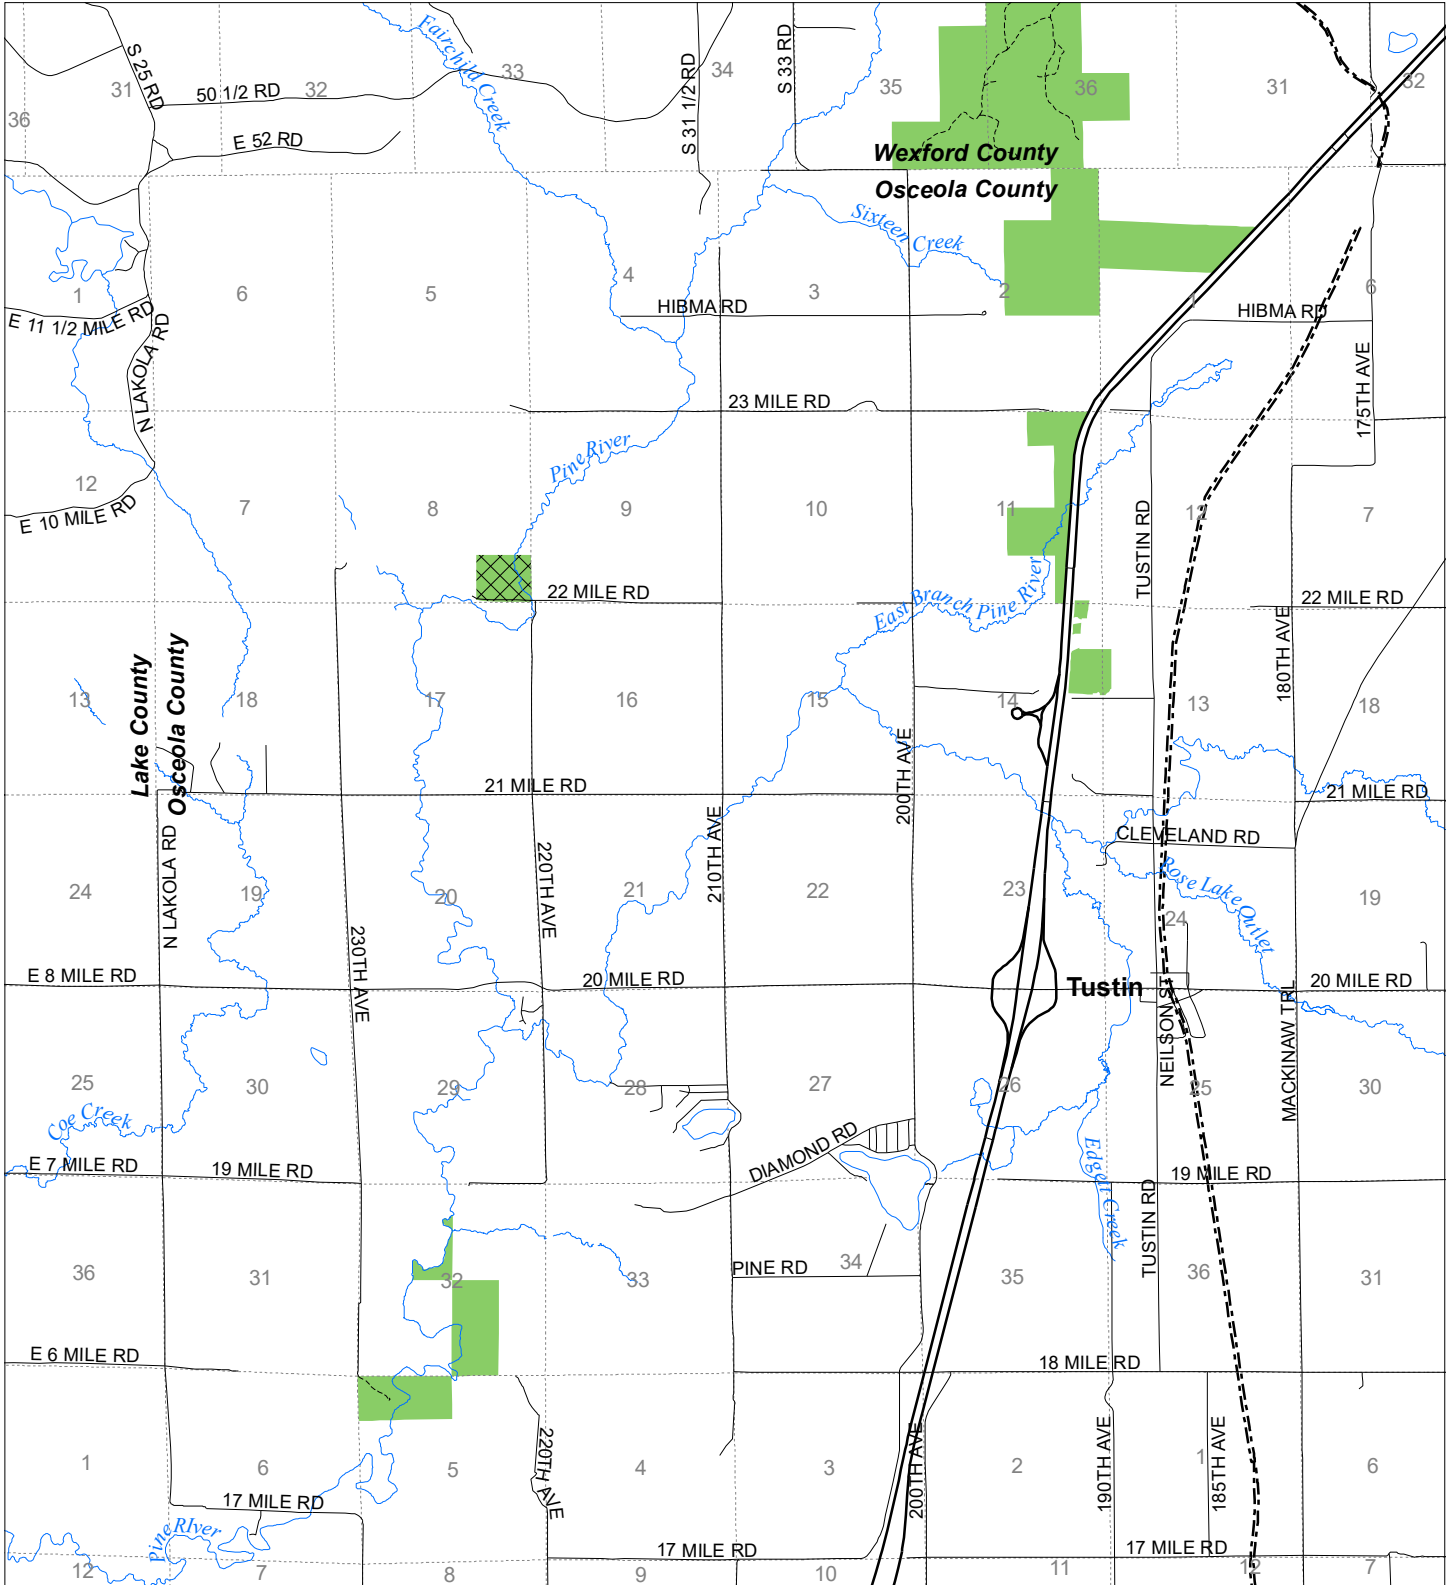 Fairchild Creek
S 25 RD
31
50 1/2 RD
32
33
34
S 31 1/2 RD
S 33 RD
35
36
31
32
36
E 52 RD
Wexford County
Osceola County
Sixteen Creek
1
6
5
4
3
2
1
6
E 11 1/2 MILE RD
HIBMA RD
HIBMA RD
N LAKOLA RD
175TH AVE
23 MILE RD
Pine River
12
7
8
9
10
11
12
7
E 10 MILE RD
TUSTIN RD
22 MILE RD
22 MILE RD
East Branch Pine River
180TH AVE
Lake County
Osceola County
13
18
17
16
15
14
13
18
200TH AVE
21 MILE RD
21 MILE RD
CLEVELAND RD
N LAKOLA RD
220TH AVE
210TH AVE
Rose Lake Outlet
24
19
20
21
22
23
24
19
230TH AVE
E 8 MILE RD
20 MILE RD
Tustin
20 MILE RD
NEILSON ST
MACKINAW TRL
25
30
29
28
27
26
25
30
Coe Creek
DIAMOND RD
Edgett Creek
E 7 MILE RD
19 MILE RD
19 MILE RD
TUSTIN RD
36
31
32
33
PINE RD
34
35
36
31
E 6 MILE RD
18 MILE RD
220TH AVE
200TH AVE
190TH AVE
185TH AVE
1
6
5
4
3
2
1
6
17 MILE RD
Pine RIver
17 MILE RD
17 MILE RD
12
7
8
9
10
11
12
7